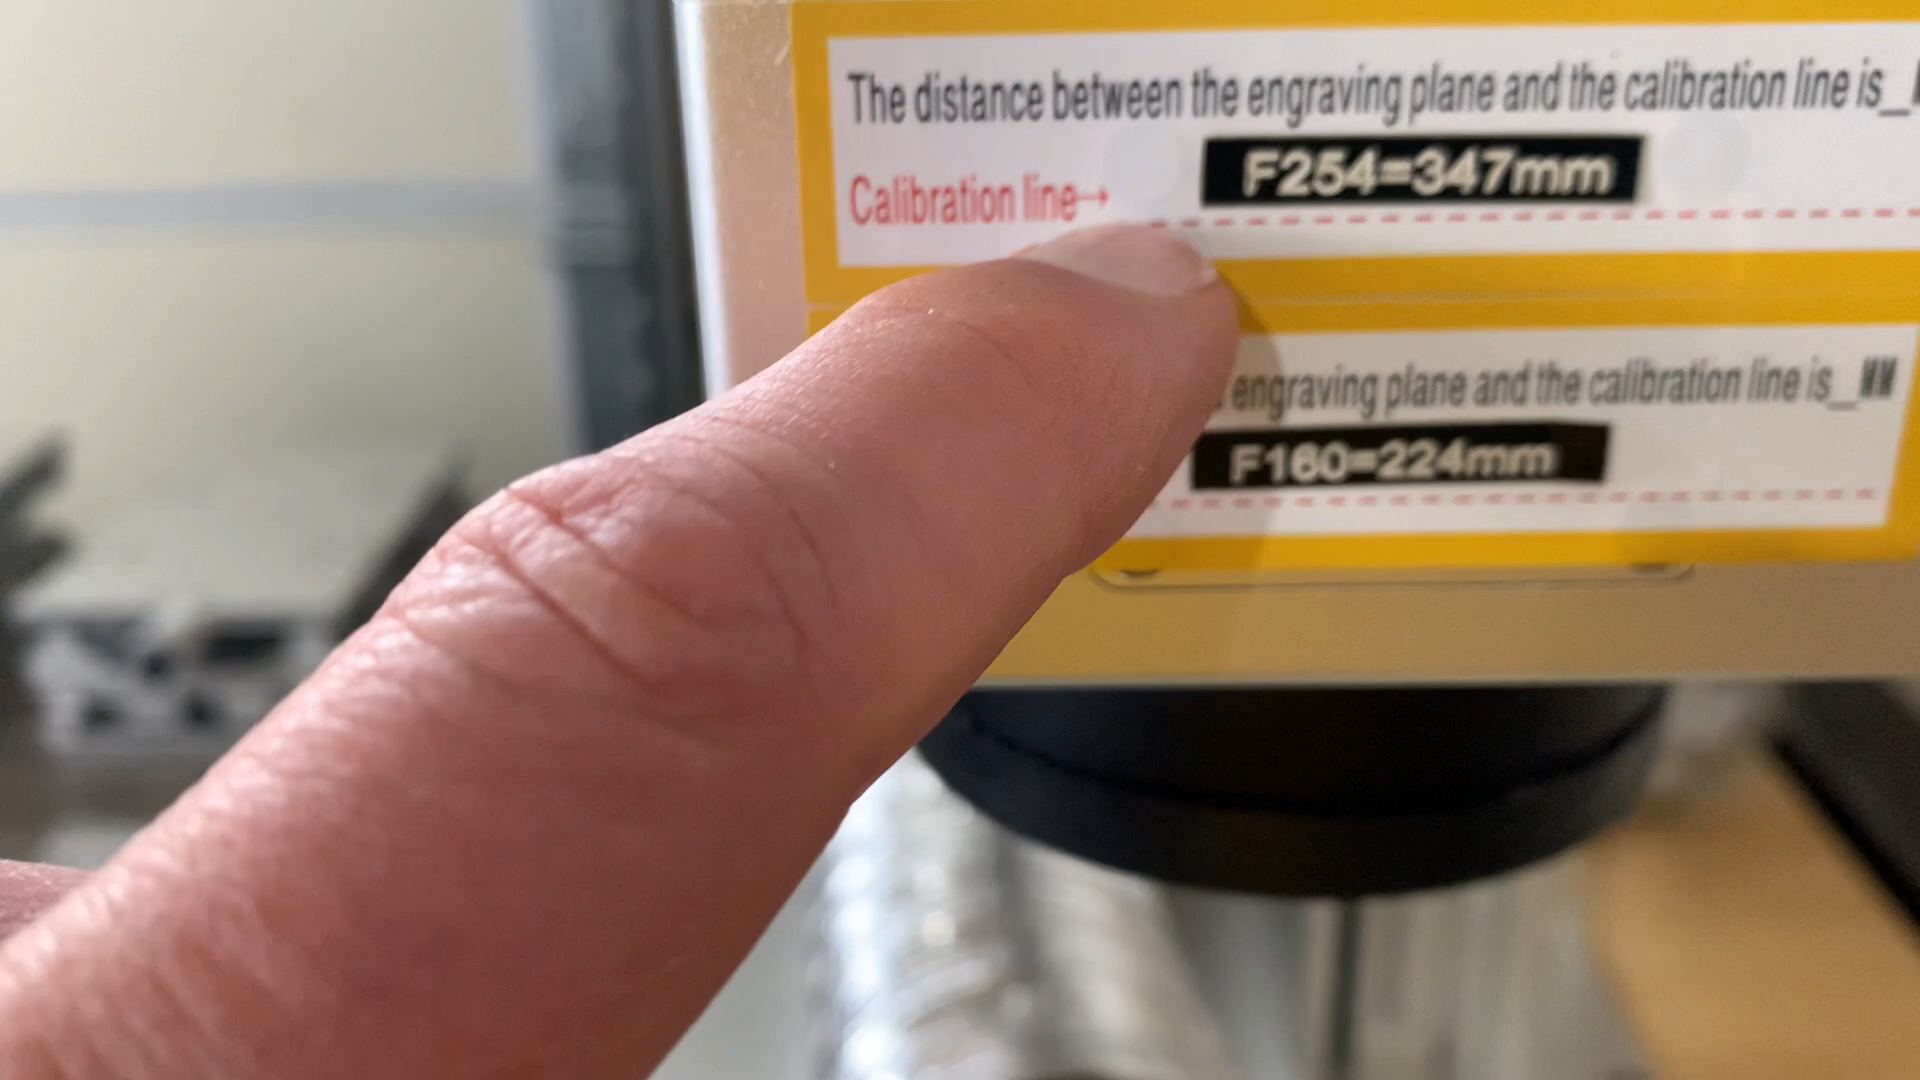 The distance between the engraving plane and the calibration line is_
F254=347mm
Calibration line→
engraving plane and the calibration line is_MM
F160=224mm